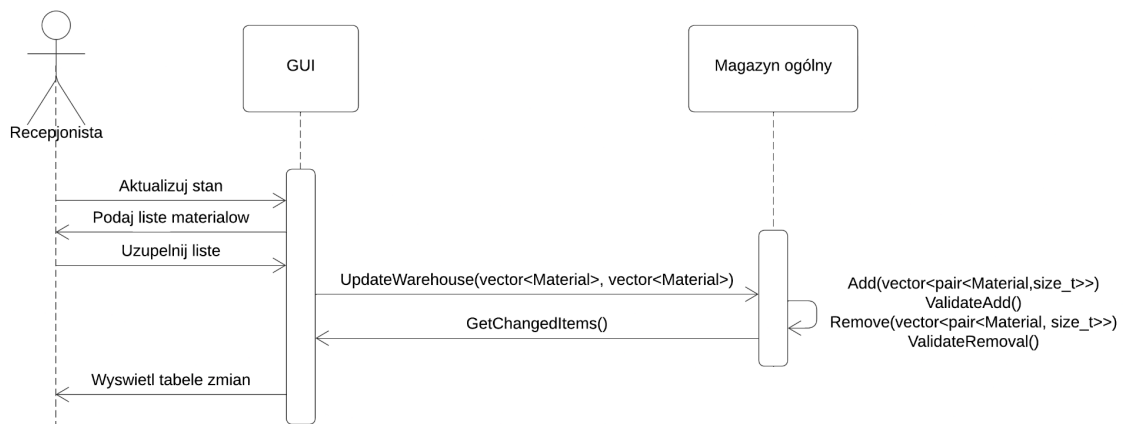 GUI
Magazyn ogólny
Recepjonista
Aktualizuj stan
Podaj liste materialow
Uzupelnij liste
UpdateWarehouse(vector<Material>, vector<Material>)
Add(vector<pair<Material,size_t>>)
ValidateAdd()
Remove(vector<pair<Material, size_t>>)
ValidateRemoval()
GetChangedItems()
Wyswietl tabele zmian